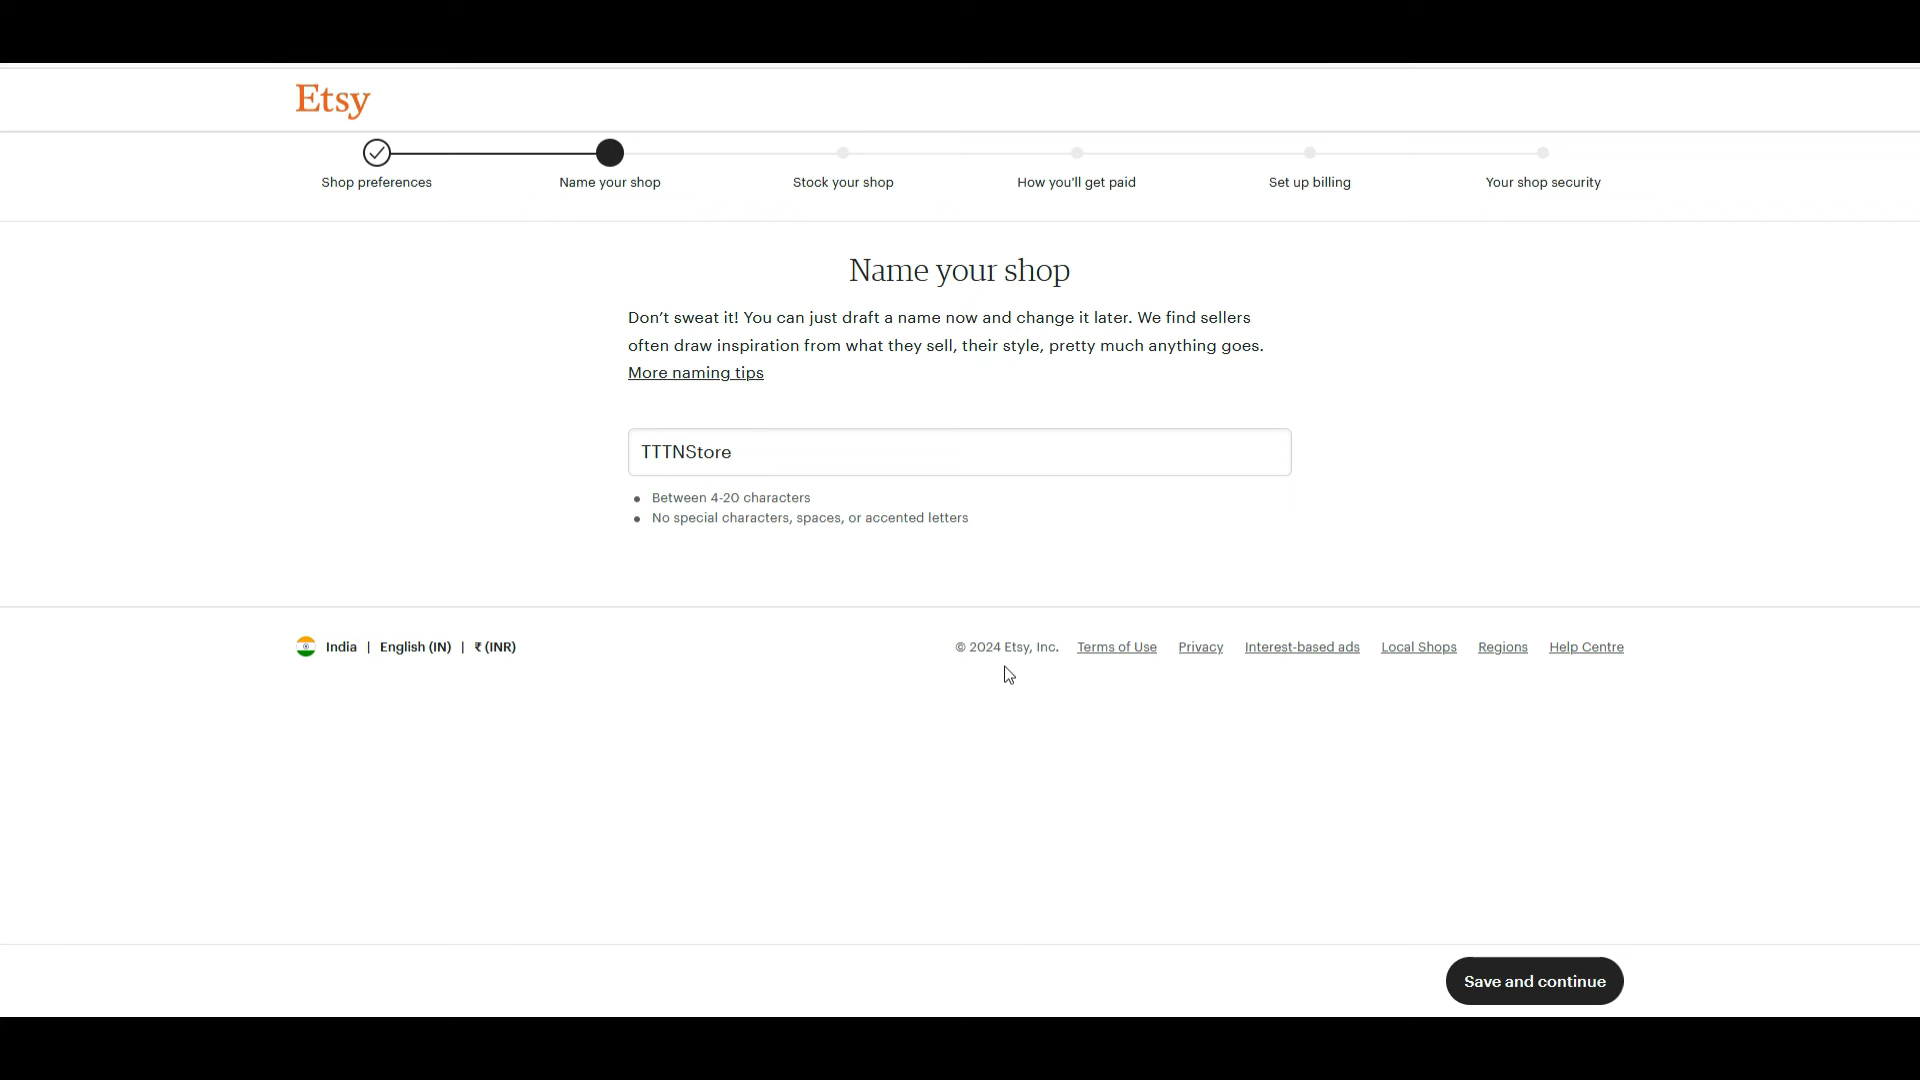 Etsy
Shop preferences
Name your shop
Stock your shop
How you'll get paid
Set up billing
Your shop security
Name your shop
Don’t sweat it! You can just draft a name now and change it later. We find sellers
often draw inspiration from what they sell, their style, pretty much anything goes.
More naming tips
TTTNStore
Between 4-20 characters
No special characters, spaces, or accented letters
India | English (IN) | ₹ (INR)
© 2024 Etsy, Inc. Terms of Use Privacy Interest-based ads Local Shops Regions Help Centre
Save and continue